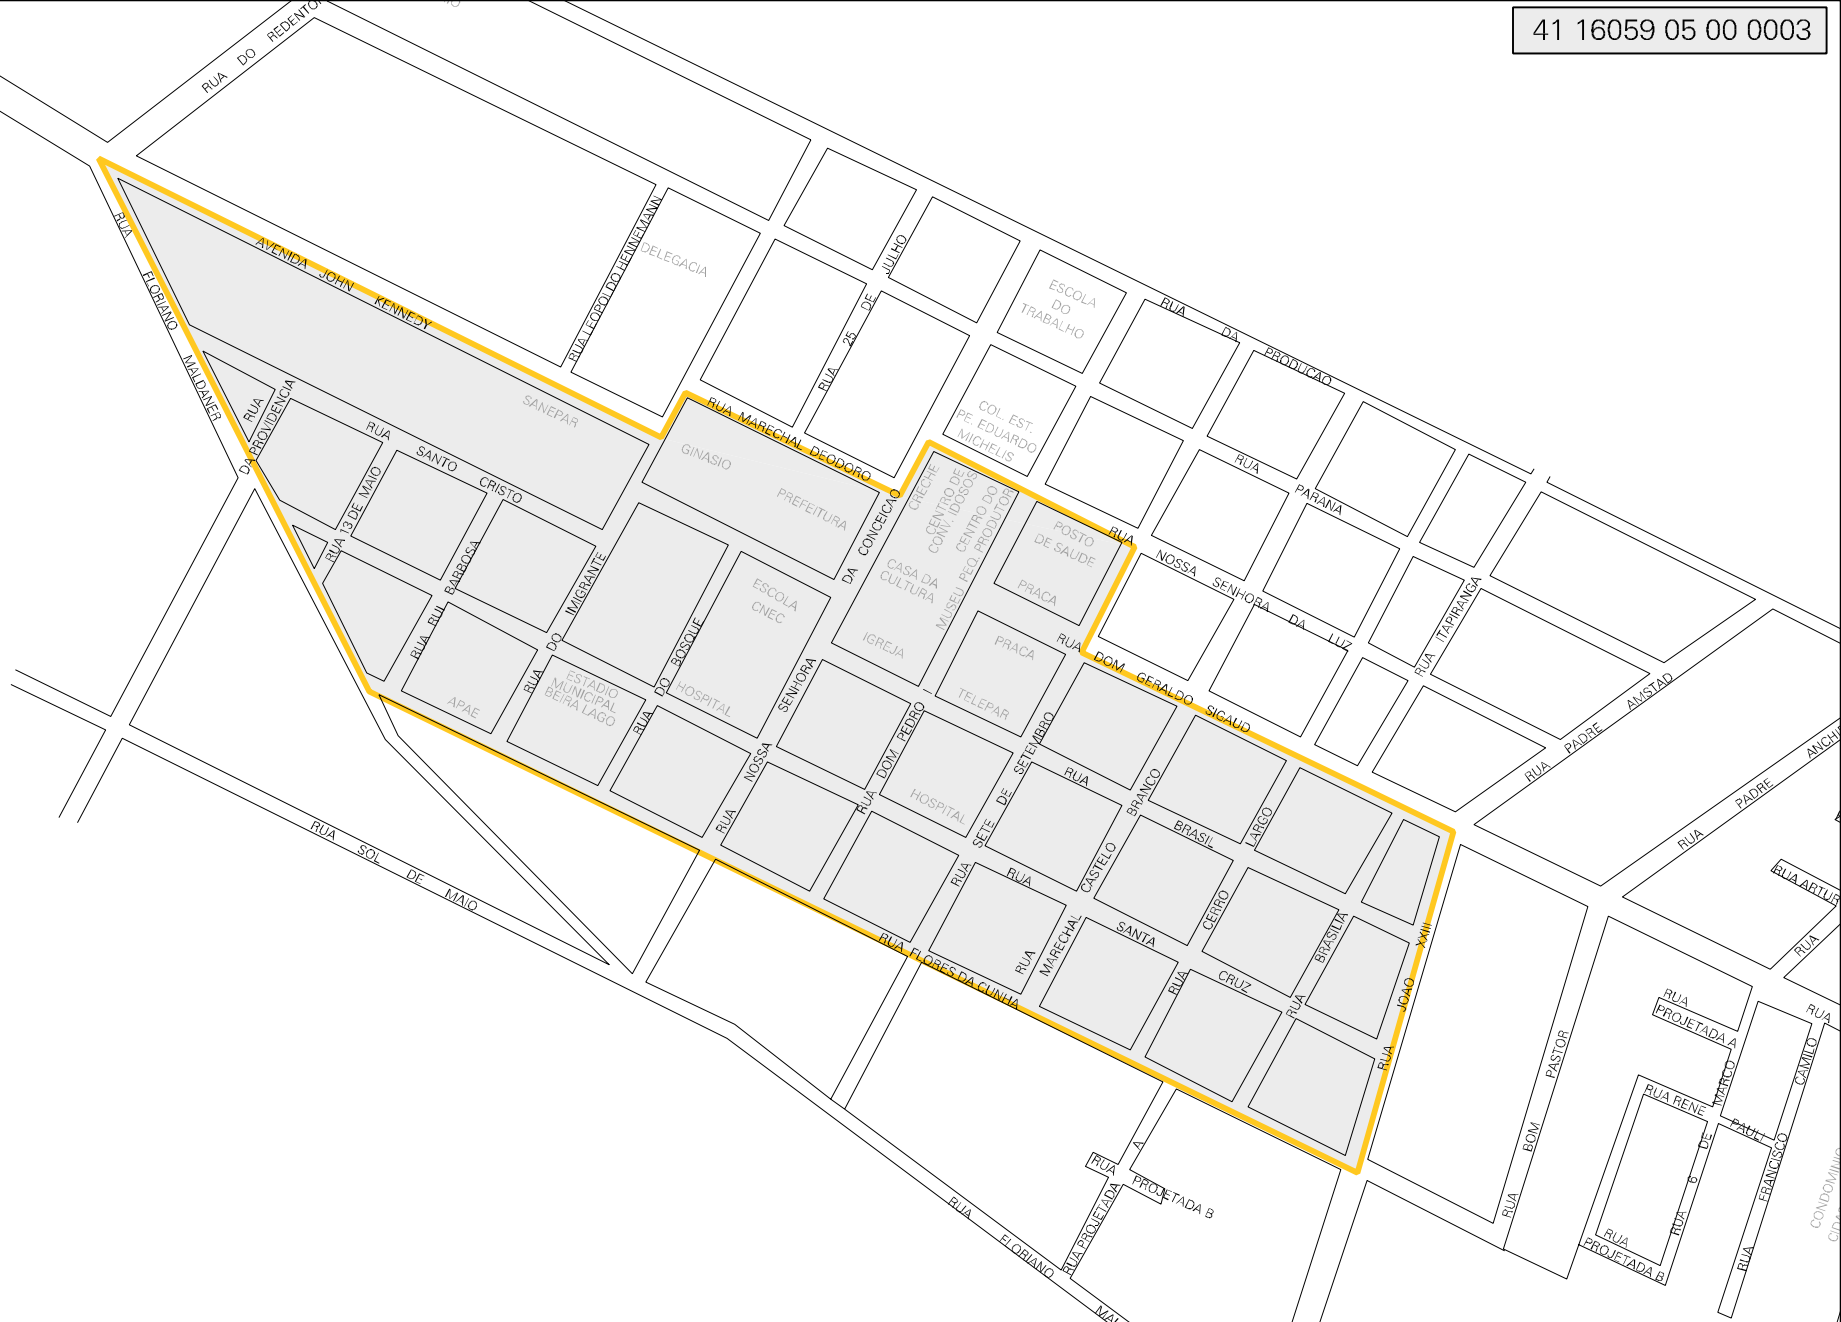 41 16059 05 00 0003
RUA DO REDENTOR
RUA LEOPOLDO HENNEMANN
DELEGACIA
RUA 25 DE JULHO
ESCOLA
DO
TRABALHO
RUA DA PRODUCAO
AVENIDA JOHN KENNEDY
RUA FLORIANO MALDANER
SANEPAR
RUA MARECHAL DEODORO
COL. EST.
PE. EDUARDO
MICHELIS
RUA PARANA
RUA DA PROVIDENCIA
RUA SANTO CRISTO
GINASIO
PREFEITURA
CRECHE
CENTRO DE
CONV. IDOSOS
CENTRO DO
MUSEU PEQ. PRODUTOR
CASA DA
CULTURA
IGREJA
POSTO
DE SAUDE
PRACA
RUA NOSSA SENHORA DA LUZ
RUA ITAPIRANGA
RUA 13 DE MAIO
RUA RUI BARBOSA
RUA DO IMIGRANTE
RUA DO BOSQUE
ESCOLA
CNEC
HOSPITAL
RUA NOSSA SENHORA DA CONCEICAO
APAE
ESTADIO
MUNICIPAL
BEIRA LAGO
PRACA
TELEPAR
RUA DOM GERALDO SIGAUD
RUA PADRE AMSTAD
RUA PADRE ANCHI
RUA DOM PEDRO I
HOSPITAL
RUA SETE DE SETEMBRO
RUA BRASIL
RUA MARECHAL CASTELO BRANCO
RUA CERRO LARGO
RUA SANTA CRUZ
RUA BRASILIA
RUA JOAO XXIII
RUA SOL DE MAIO
RUA FLORES DA CUNHA
RUA ARTUR
RUA
RUA
RUA
PROJETADA A
RUA BOM PASTOR
RUA RENE PAULI
MARCO
RUA 6 DE
RUA FRANCISCO CAMILO
RUA
PROJETADA B
RUA PROJETADA A
RUA PROJETADA B
RUA FLORIANO MAL
CONDOMINIO